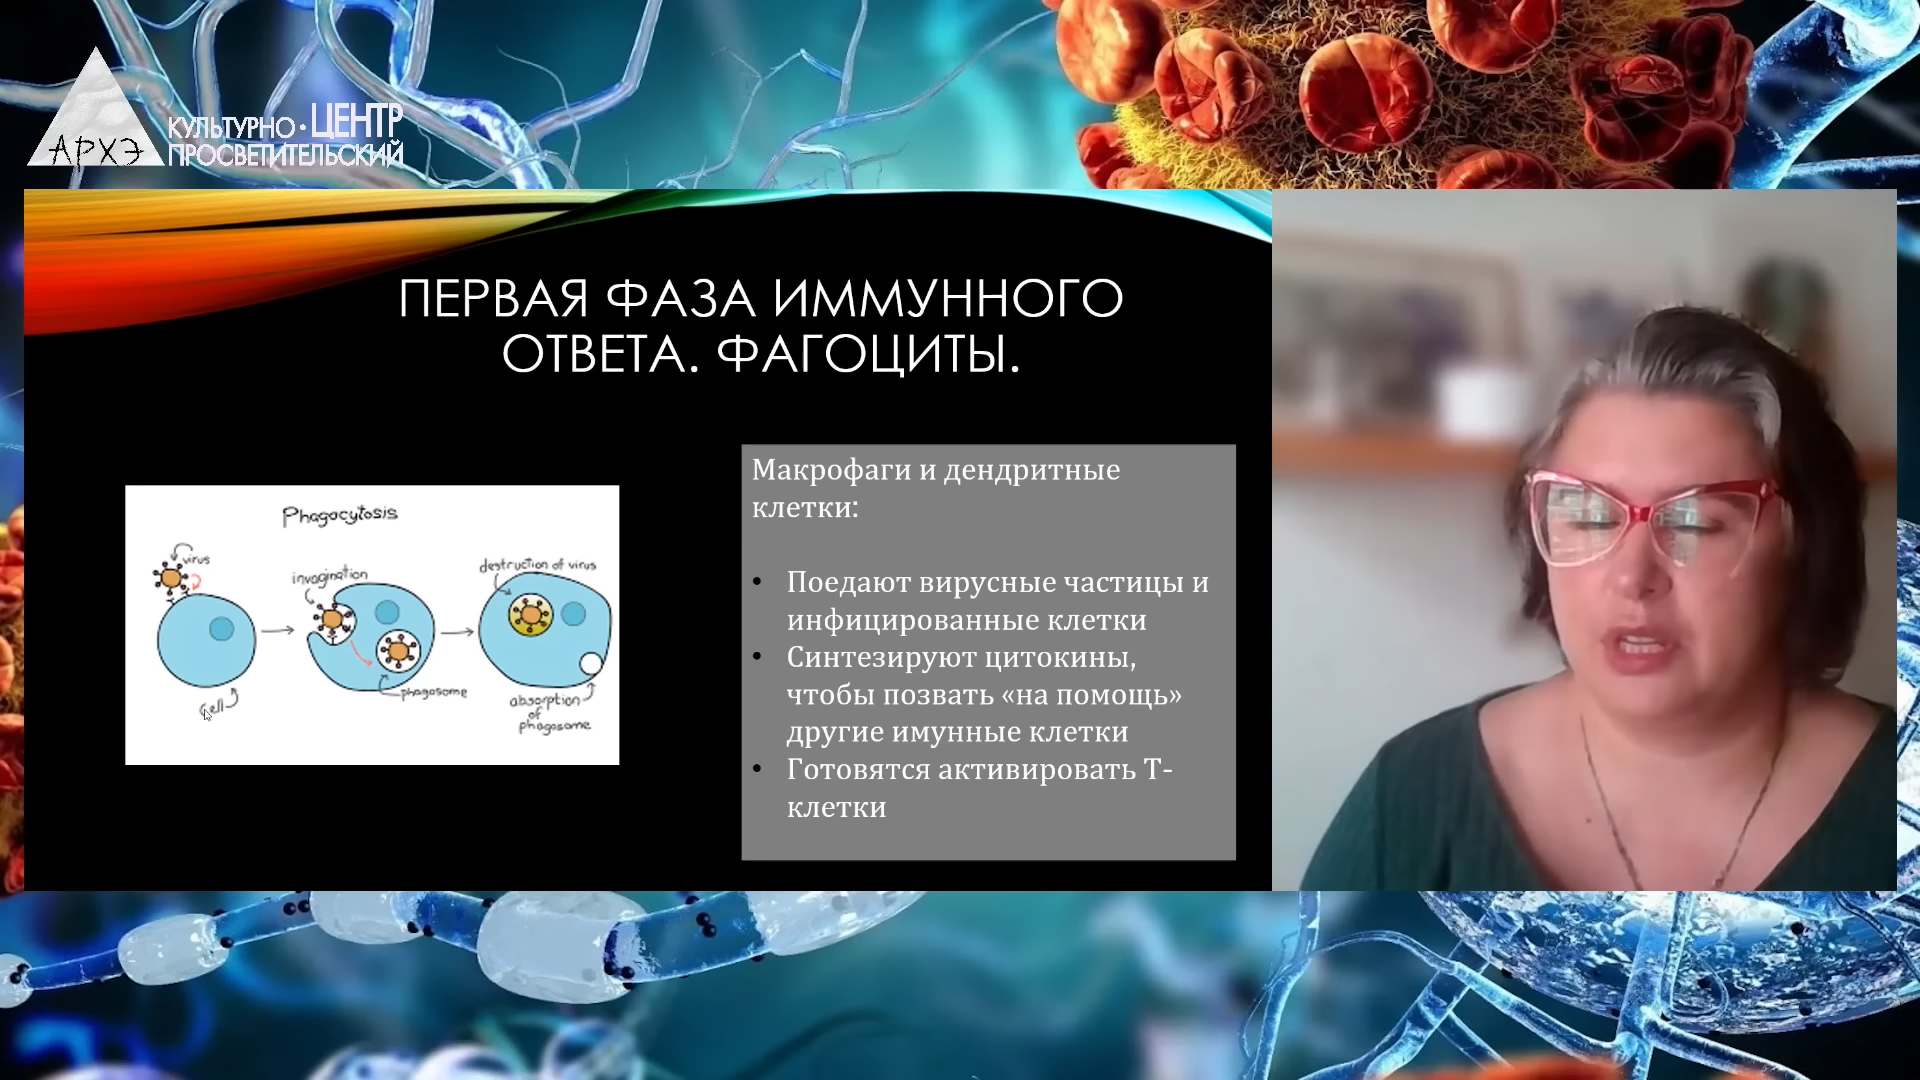 АРХЭ
КУЛЬТУРНО • ЦЕНТР
ПРОСВЕТИТЕЛЬСКИЙ
ПЕРВАЯ ФАЗА ИММУННОГО
ОТВЕТА. ФАГОЦИТЫ.
Phagocytosis
virus
invagination
destruction of virus
phagosome
cell
absorption
of
phagosome
Макрофаги и дендритные
клетки:
• Поедают вирусные частицы и
инфицированные клетки
• Синтезируют цитокины,
чтобы позвать «на помощь»
другие имунные клетки
• Готовятся активировать Т-
клетки